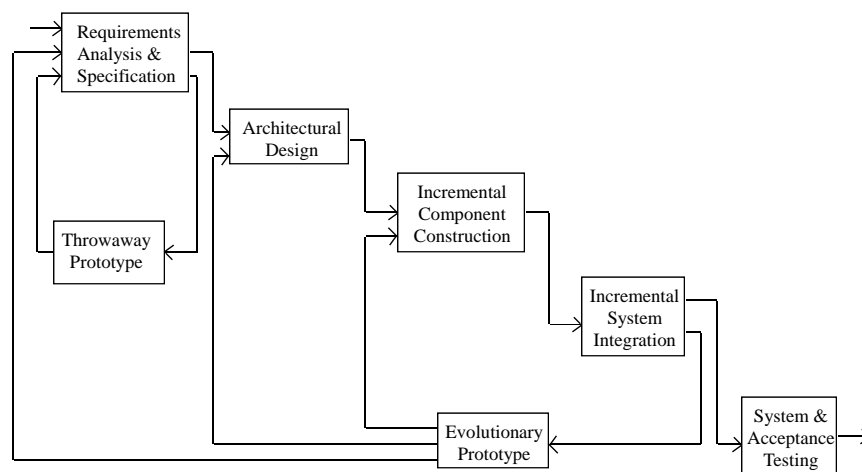 Requirements
Analysis &
Specification
Architectural
Design
Incremental
Component
Construction
Throwaway
Prototype
Incremental
System
Integration
Evolutionary
Prototype
System &
Acceptance
Testing